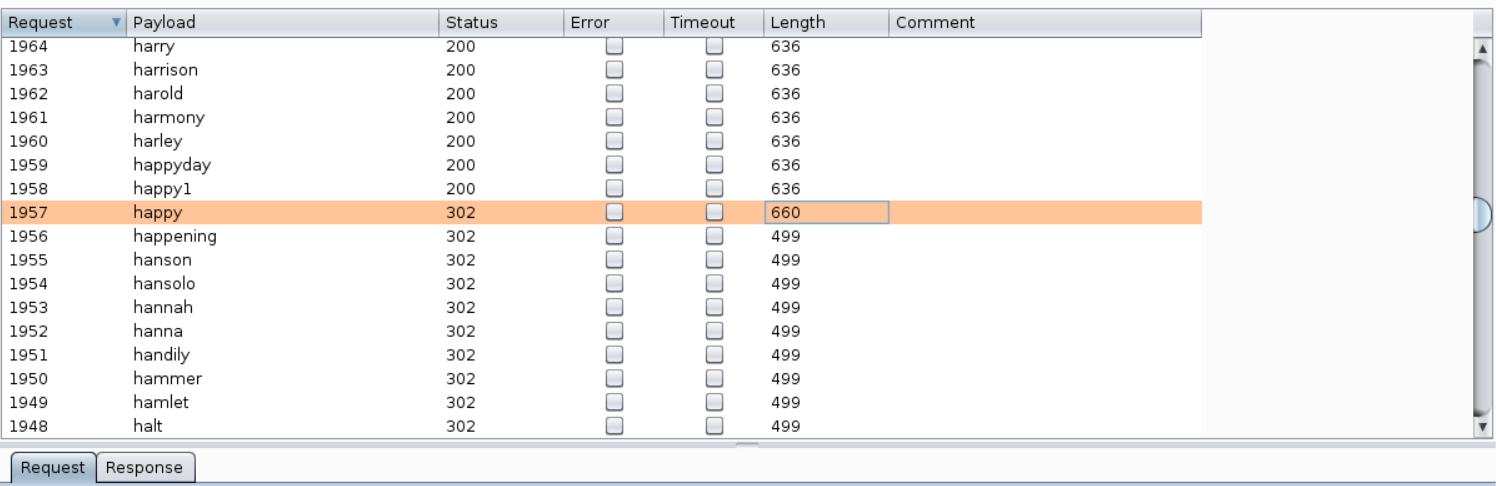 Request Payload Status Error Timeout Length Comment
1964 harry 200 636
1963 harrison 200 636
1962 harold 200 636
1961 harmony 200 636
1960 harley 200 636
1959 happyday 200 636
1958 happy1 200 636
1957 happy 302 660
1956 happening 302 499
1955 hanson 302 499
1954 hansolo 302 499
1953 hannah 302 499
1952 hanna 302 499
1951 handily 302 499
1950 hammer 302 499
1949 hamlet 302 499
1948 halt 302 499
Request Response